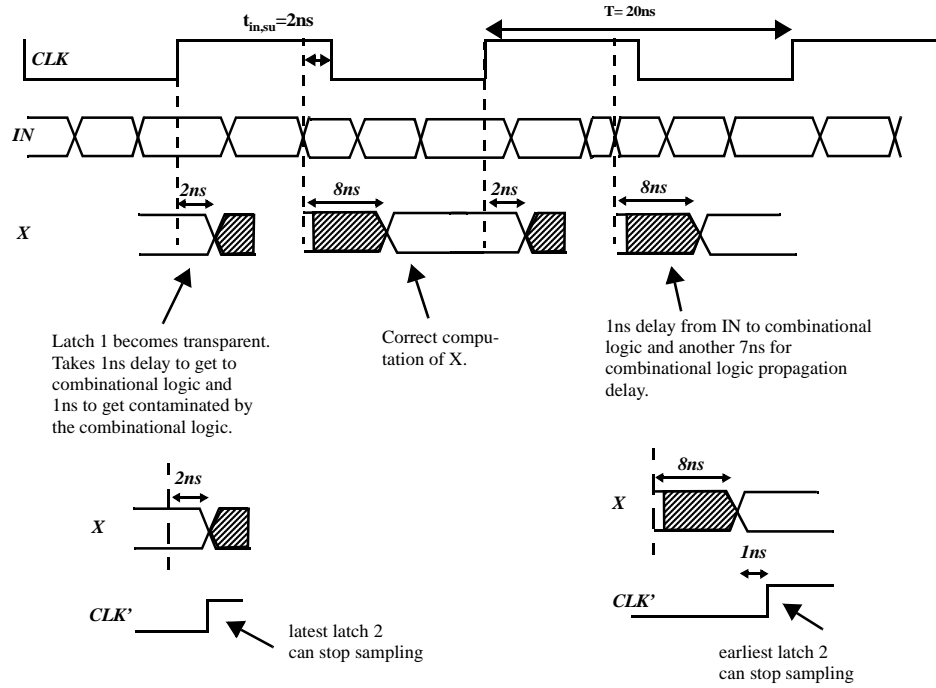 t_in,su=2ns
T= 20ns
CLK
IN
2ns
8ns
2ns
8ns
X
Latch 1 becomes transparent.
Takes 1ns delay to get to
combinational logic and
1ns to get contaminated by
the combinational logic.
Correct compu-
tation of X.
1ns delay from IN to combinational
logic and another 7ns for
combinational logic propagation
delay.
2ns
X
CLK'
latest latch 2
can stop sampling
8ns
X
1ns
CLK'
earliest latch 2
can stop sampling